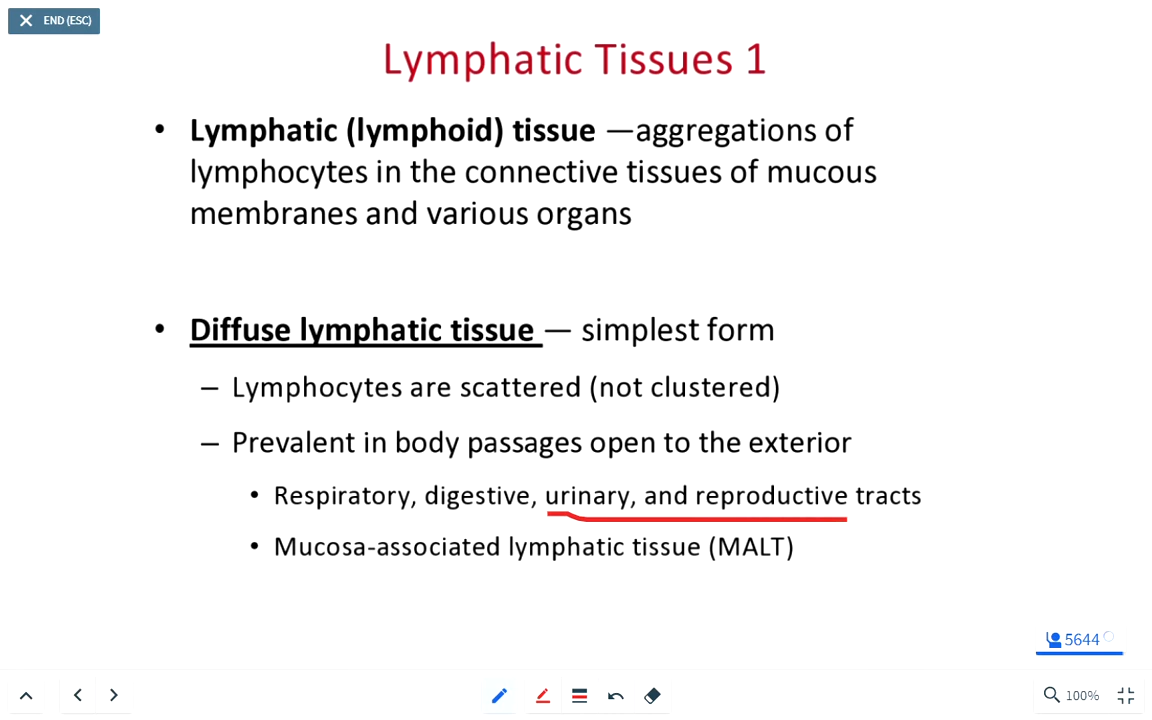 END (ESC)
Lymphatic Tissues 1
• Lymphatic (lymphoid) tissue —aggregations of
lymphocytes in the connective tissues of mucous
membranes and various organs
• Diffuse lymphatic tissue — simplest form
– Lymphocytes are scattered (not clustered)
– Prevalent in body passages open to the exterior
• Respiratory, digestive, urinary, and reproductive tracts
• Mucosa-associated lymphatic tissue (MALT)
5644
100%